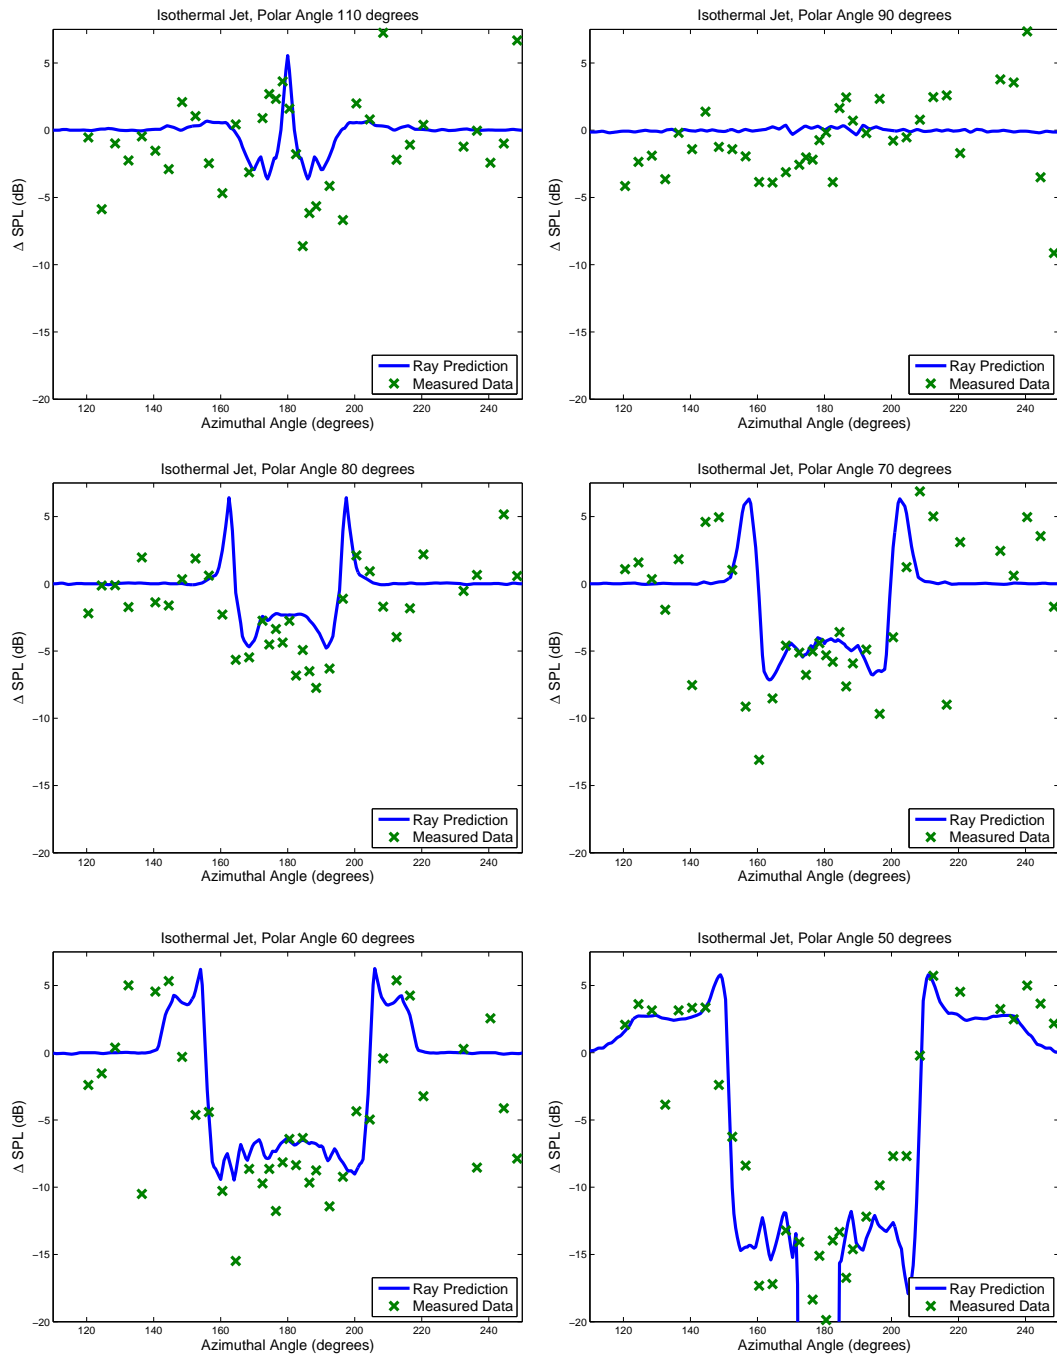 Isothermal Jet, Polar Angle 110 degrees
5
0
−5
−10
−15
−20
Δ SPL (dB)
120 140 160 180 200 220 240
Azimuthal Angle (degrees)
Ray Prediction
Measured Data
Isothermal Jet, Polar Angle 90 degrees
5
0
−5
−10
−15
−20
Δ SPL (dB)
120 140 160 180 200 220 240
Azimuthal Angle (degrees)
Ray Prediction
Measured Data
Isothermal Jet, Polar Angle 80 degrees
5
0
−5
−10
−15
−20
Δ SPL (dB)
120 140 160 180 200 220 240
Azimuthal Angle (degrees)
Ray Prediction
Measured Data
Isothermal Jet, Polar Angle 70 degrees
5
0
−5
−10
−15
−20
Δ SPL (dB)
120 140 160 180 200 220 240
Azimuthal Angle (degrees)
Ray Prediction
Measured Data
Isothermal Jet, Polar Angle 60 degrees
5
0
−5
−10
−15
−20
Δ SPL (dB)
120 140 160 180 200 220 240
Azimuthal Angle (degrees)
Ray Prediction
Measured Data
Isothermal Jet, Polar Angle 50 degrees
5
0
−5
−10
−15
−20
Δ SPL (dB)
120 140 160 180 200 220 240
Azimuthal Angle (degrees)
Ray Prediction
Measured Data